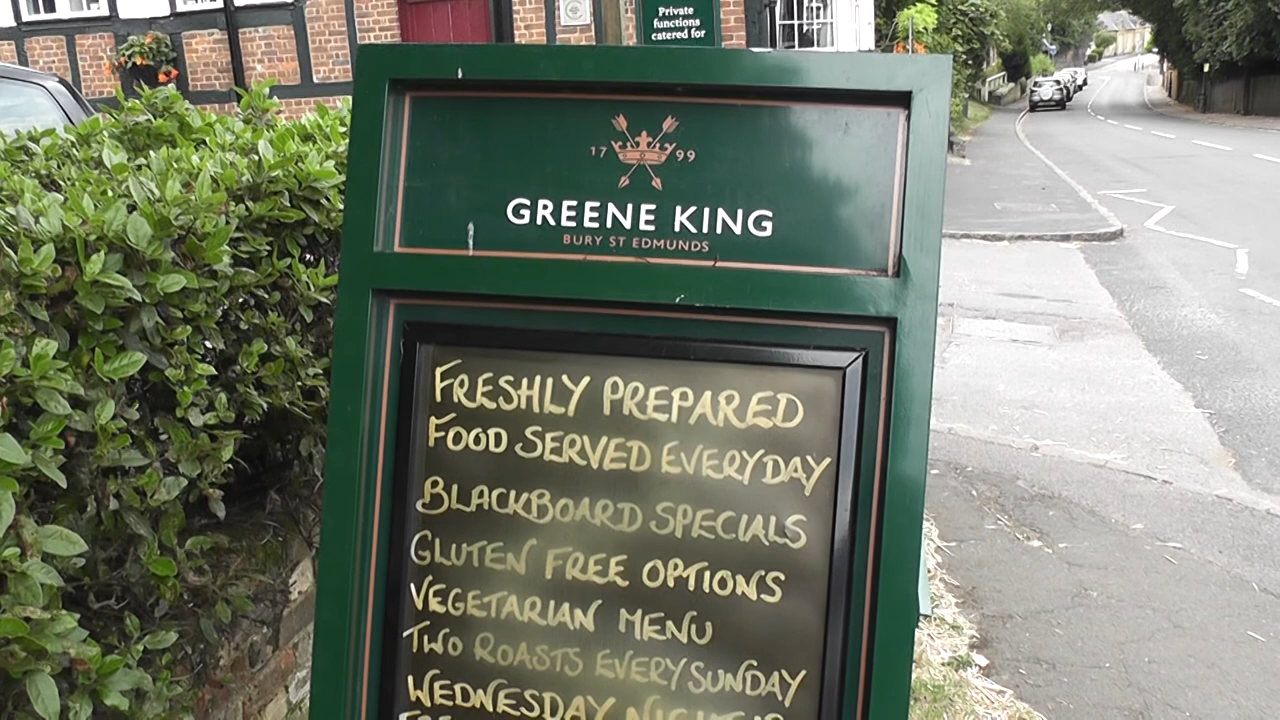 Private
functions
catered for
17 99
GREENE KING
BURY ST EDMUNDS
FRESHLY PREPARED
FOOD SERVED EVERYDAY
BLACKBOARD SPECIALS
GLUTEN FREE OPTIONS
VEGETARIAN MENU
TWO ROASTS EVERY SUNDAY
WEDNESDAY NIGHT IS